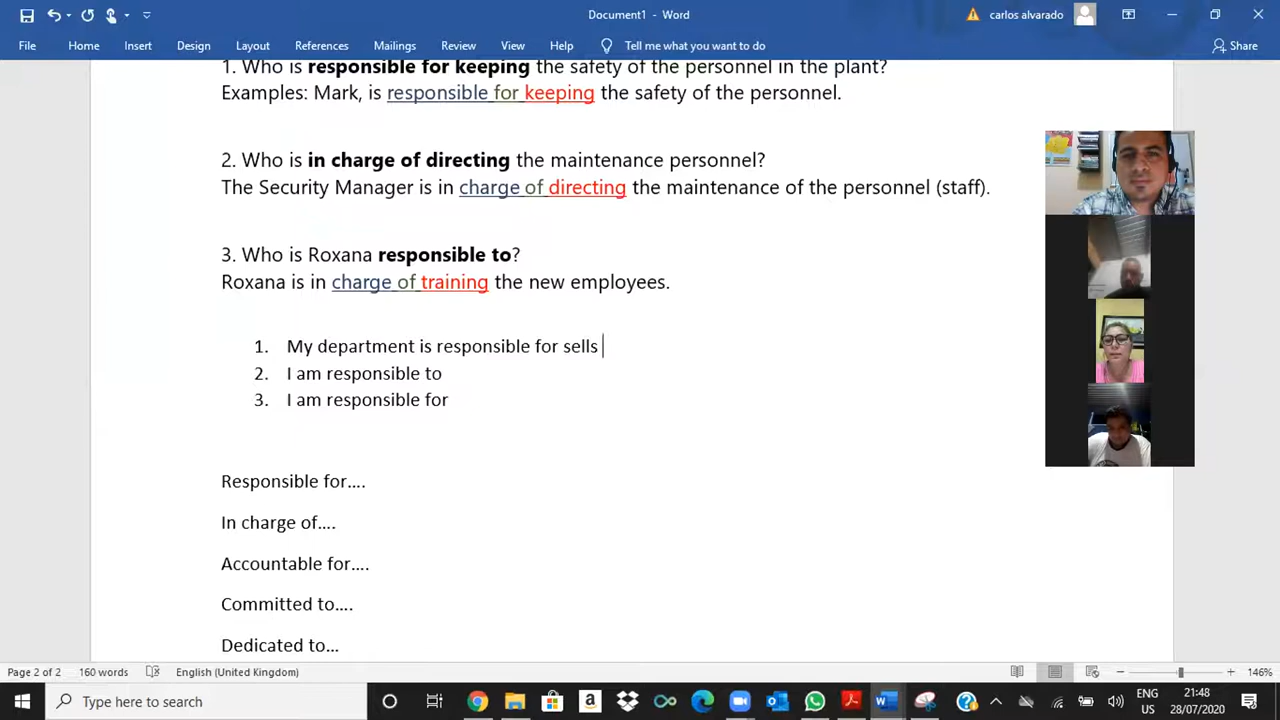 Document1 - Word
carlos alvarado
File Home Insert Design Layout References Mailings Review View Help Tell me what you want to do Share
1. Who is responsible for keeping the safety of the personnel in the plant?
Examples: Mark, is responsible for keeping the safety of the personnel.
2. Who is in charge of directing the maintenance personnel?
The Security Manager is in charge of directing the maintenance of the personnel (staff).
3. Who is Roxana responsible to?
Roxana is in charge of training the new employees.
1. My department is responsible for sells
2. I am responsible to
3. I am responsible for
Responsible for....
In charge of....
Accountable for....
Committed to....
Dedicated to...
Page 2 of 2 160 words English (United Kingdom) 146%
Type here to search
ENG 21:48
US 28/07/2020